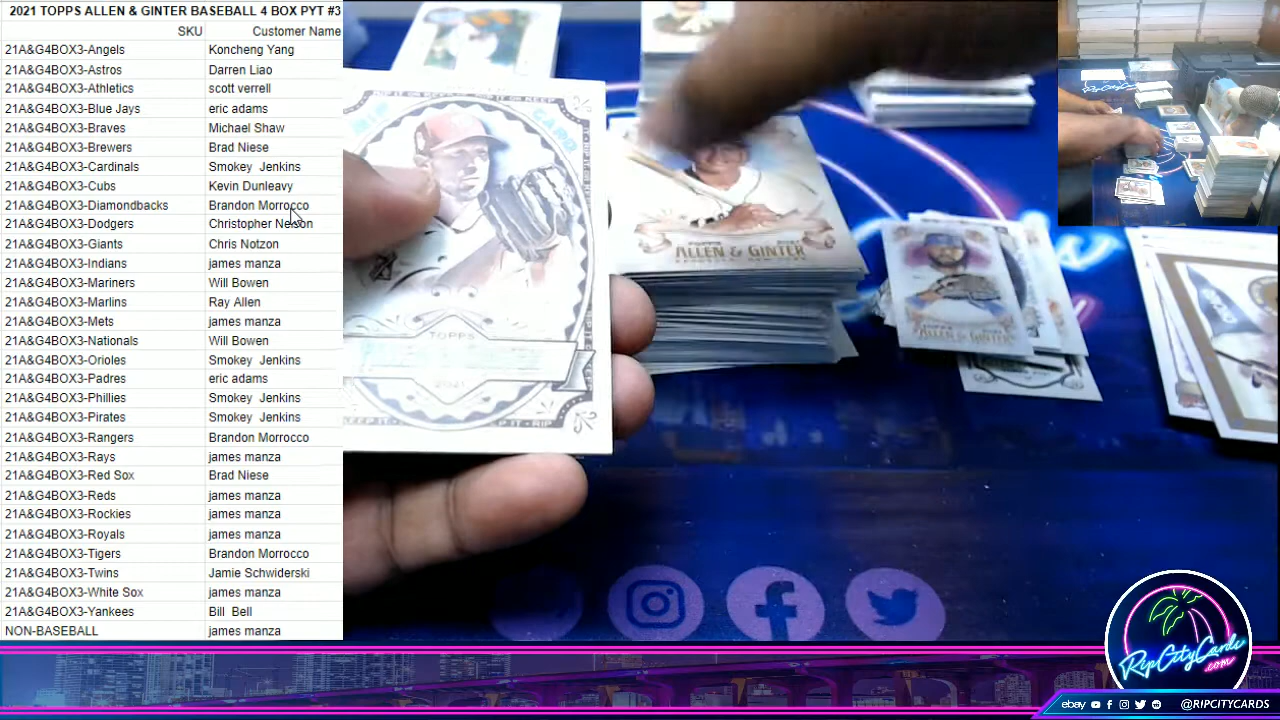 2021 TOPPS ALLEN & GINTER BASEBALL 4 BOX PYT #3
SKU Customer Name
21A&G4BOX3-Angels Koncheng Yang
21A&G4BOX3-Astros Darren Liao
21A&G4BOX3-Athletics scott verrell
21A&G4BOX3-Blue Jays eric adams
21A&G4BOX3-Braves Michael Shaw
21A&G4BOX3-Brewers Brad Niese
21A&G4BOX3-Cardinals Smokey Jenkins
21A&G4BOX3-Cubs Kevin Dunleavy
21A&G4BOX3-Diamondbacks Brandon Morrocco
21A&G4BOX3-Dodgers Christopher Nelson
21A&G4BOX3-Giants Chris Notzon
21A&G4BOX3-Indians james manza
21A&G4BOX3-Mariners Will Bowen
21A&G4BOX3-Marlins Ray Allen
21A&G4BOX3-Mets james manza
21A&G4BOX3-Nationals Will Bowen
21A&G4BOX3-Orioles Smokey Jenkins
21A&G4BOX3-Padres eric adams
21A&G4BOX3-Phillies Smokey Jenkins
21A&G4BOX3-Pirates Smokey Jenkins
21A&G4BOX3-Rangers Brandon Morrocco
21A&G4BOX3-Rays james manza
21A&G4BOX3-Red Sox Brad Niese
21A&G4BOX3-Reds james manza
21A&G4BOX3-Rockies james manza
21A&G4BOX3-Royals james manza
21A&G4BOX3-Tigers Brandon Morrocco
21A&G4BOX3-Twins Jamie Schwiderski
21A&G4BOX3-White Sox james manza
21A&G4BOX3-Yankees Bill Bell
NON-BASEBALL james manza
CARD
TOPPS
2021
TOPPS
ALLEN & GINTER
ALLEN & GINTER
RipCityCards
.com
ebay @RIPCITYCARDS